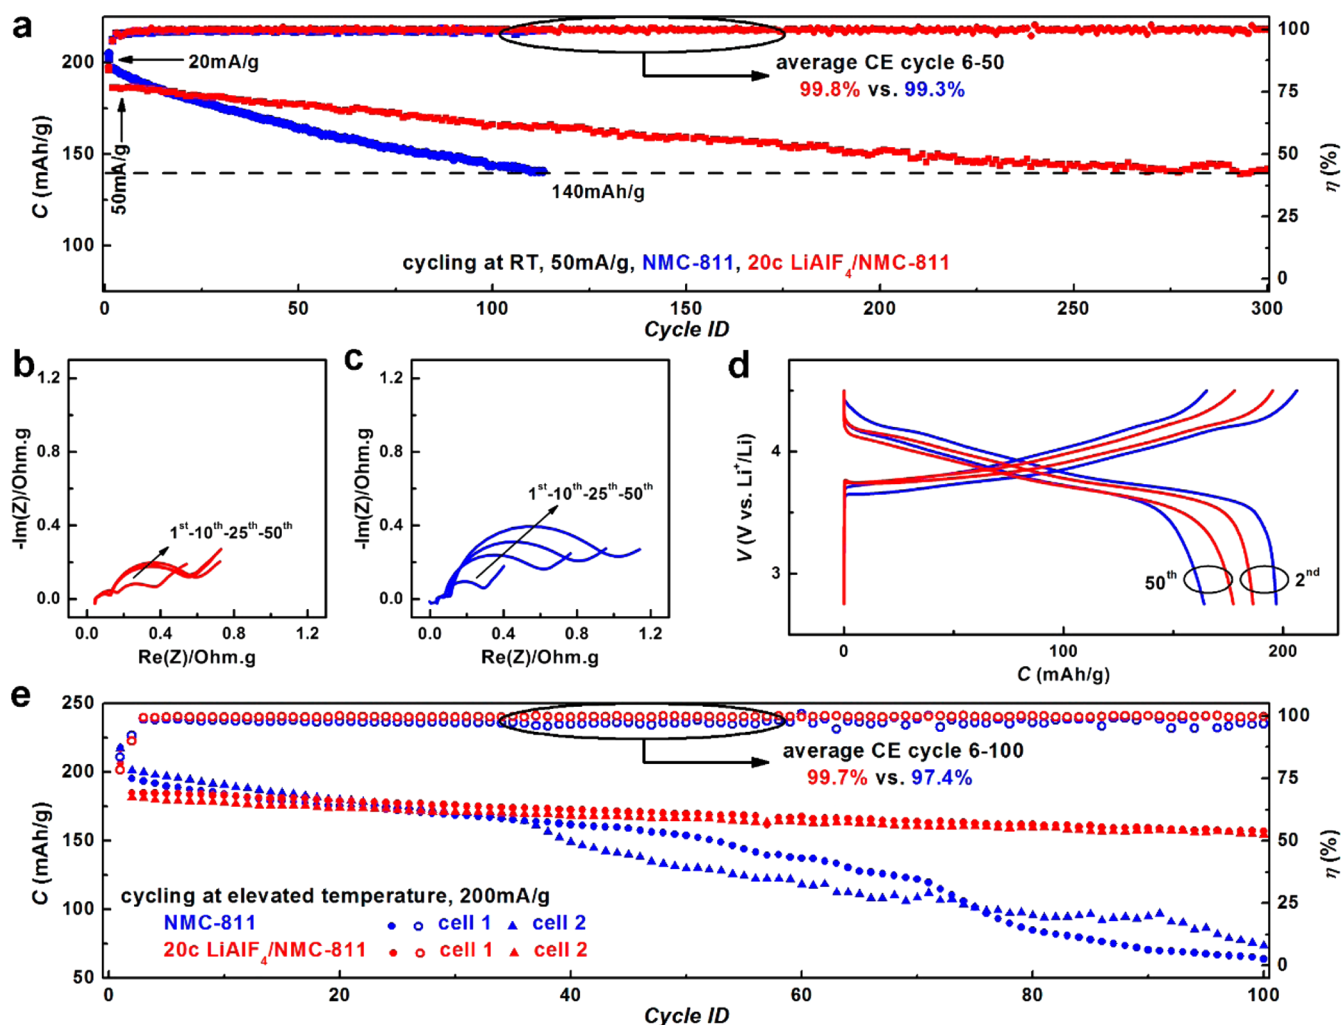 a
C (mAh/g)
200
150
100
20mA/g
50mA/g
average CE cycle 6-50
99.8% vs. 99.3%
140mAh/g
cycling at RT, 50mA/g, NMC-811, 20c LiAlF4/NMC-811
100
75
50
25
0
η (%)
0 50 100 150 200 250 300
Cycle ID
b
-Im(Z)/Ohm.g
1.2
0.8
0.4
0.0
1st-10th-25th-50th
0.0 0.4 0.8 1.2
Re(Z)/Ohm.g
c
-Im(Z)/Ohm.g
1.2
0.8
0.4
0.0
1st-10th-25th-50th
0.0 0.4 0.8 1.2
Re(Z)/Ohm.g
d
V (V vs. Li+/Li)
4
3
50th
2nd
0 100 200
C (mAh/g)
e
C (mAh/g)
250
200
150
100
50
average CE cycle 6-100
99.7% vs. 97.4%
cycling at elevated temperature, 200mA/g
NMC-811 cell 1 cell 2
20c LiAlF4/NMC-811 cell 1 cell 2
100
75
50
25
0
η (%)
0 20 40 60 80 100
Cycle ID